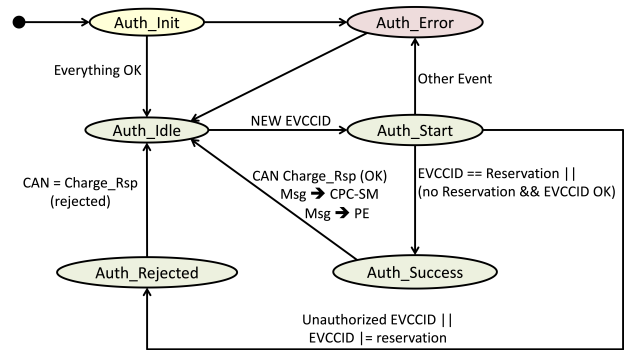 Auth_Init
Auth_Error
Everything OK
Other Event
Auth_Idle
NEW EVCCID
Auth_Start
CAN = Charge_Rsp
(rejected)
CAN Charge_Rsp (OK)
Msg ➔ CPC-SM
Msg ➔ PE
EVCCID == Reservation ||
(no Reservation && EVCCID OK)
Auth_Rejected
Auth_Success
Unauthorized EVCCID ||
EVCCID |= reservation